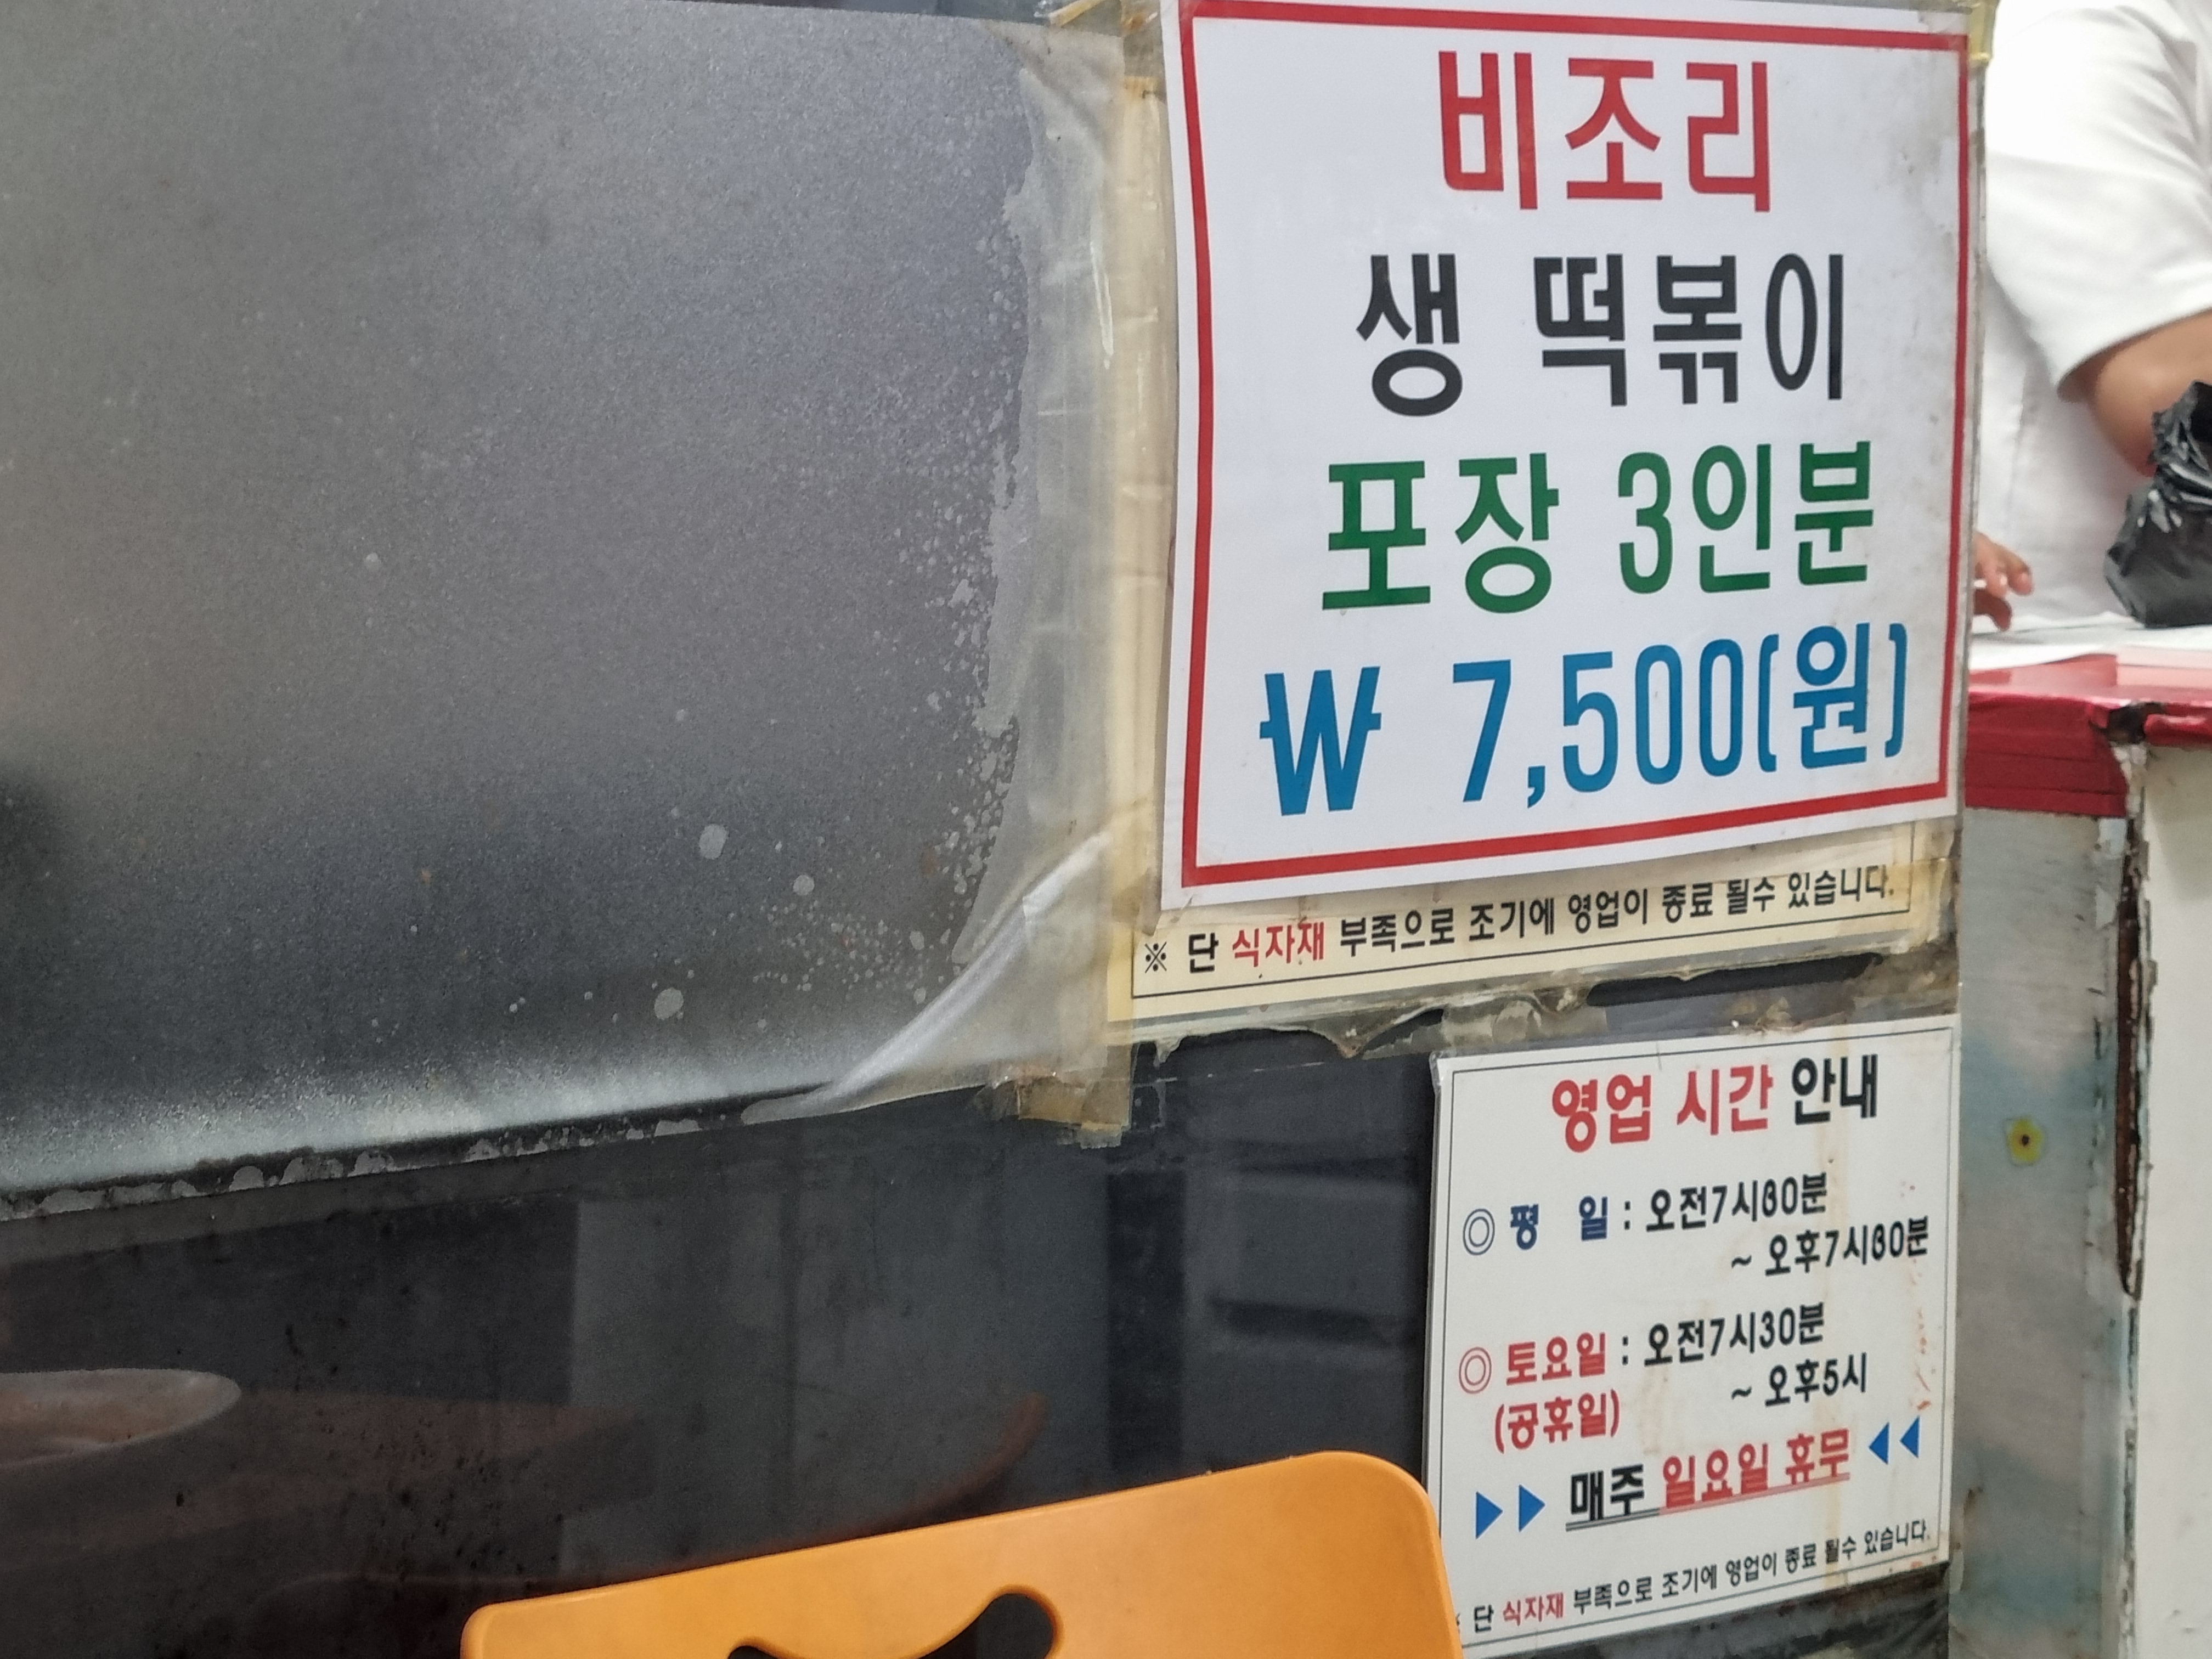 비조리
생 떡볶이
포장 3인분
₩ 7,500(원)
※ 단 식자재 부족으로 조기에 영업이 종료 될수 있습니다.
영업 시간 안내
◎ 평 일 : 오전7시30분
~ 오후7시30분
◎ 토요일 : 오전7시30분
(공휴일) ~ 오후5시
▶▶ 매주 일요일 휴무 ◀◀
단 식자재 부족으로 조기에 영업이 종료 될수 있습니다.